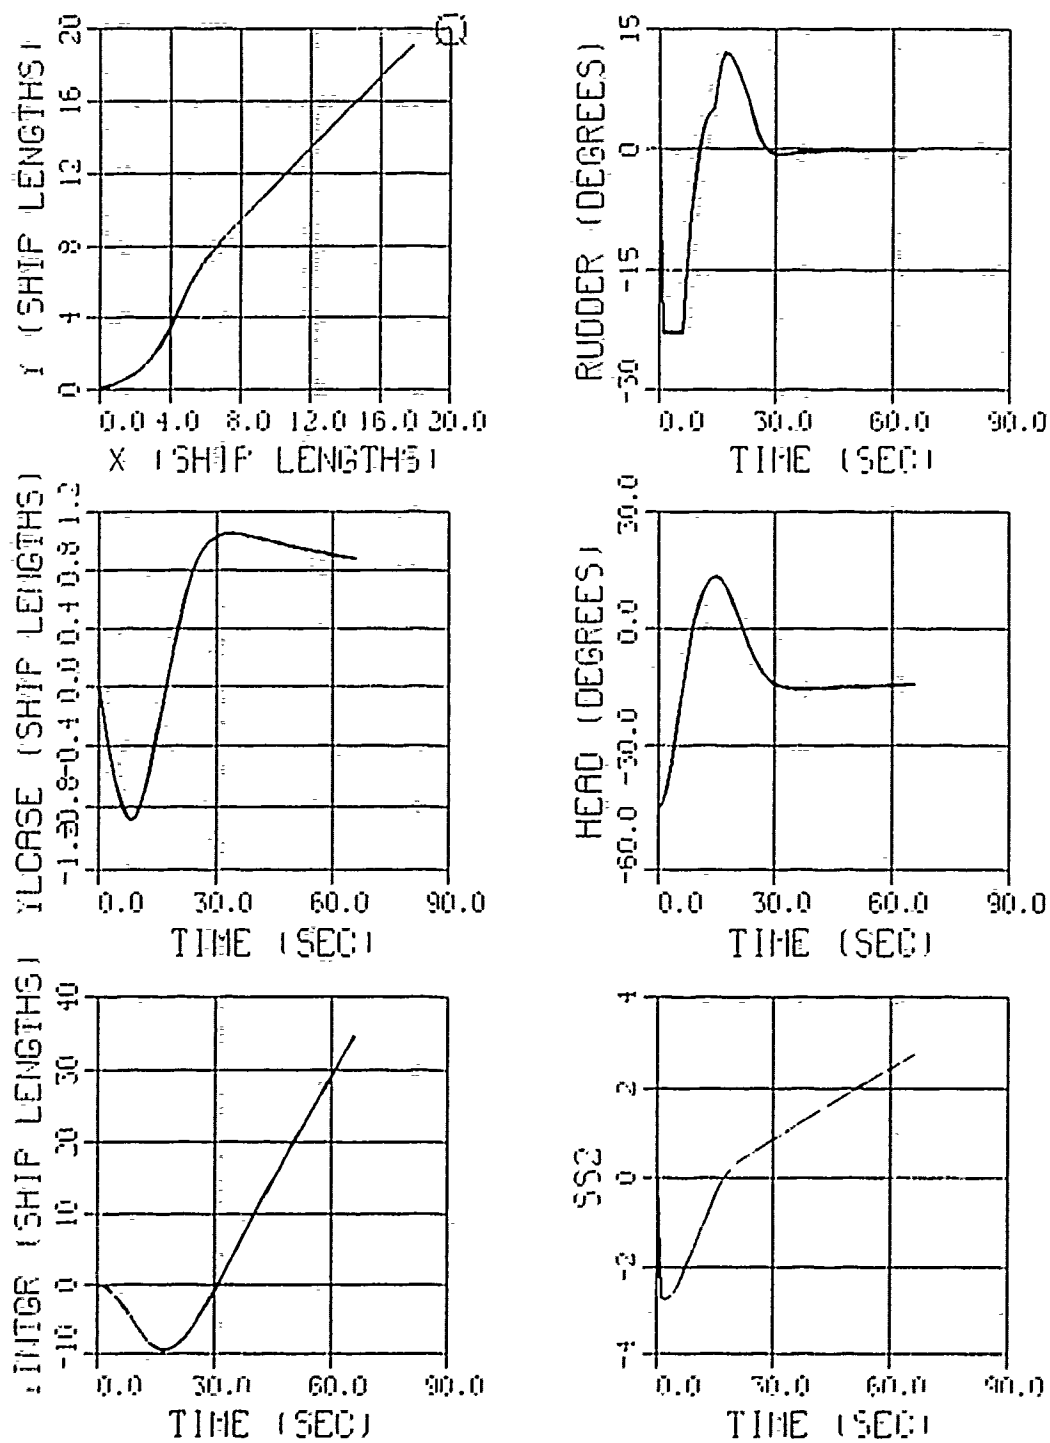 Y (SHIP LENGTHS)
20
16
12
8
4
0
0.0 4.0 8.0 12.0 16.0 20.0
X (SHIP LENGTHS)
RUDDER (DEGREES)
15
0
-15
-30
0.0 30.0 60.0 90.0
TIME (SEC)
YLCASE (SHIP LENGTHS)
1.2
0.8
0.4
0.0
-0.4
-0.8
0.0 30.0 60.0 90.0
TIME (SEC)
HEAD (DEGREES)
30.0
0.0
-30.0
-60.0
0.0 30.0 60.0 90.0
TIME (SEC)
(SHIP LENGTHS)
40
30
20
10
0
-10
0.0 30.0 60.0 90.0
TIME (SEC)
SS2
4
2
0
-2
-4
0.0 30.0 60.0 90.0
TIME (SEC)